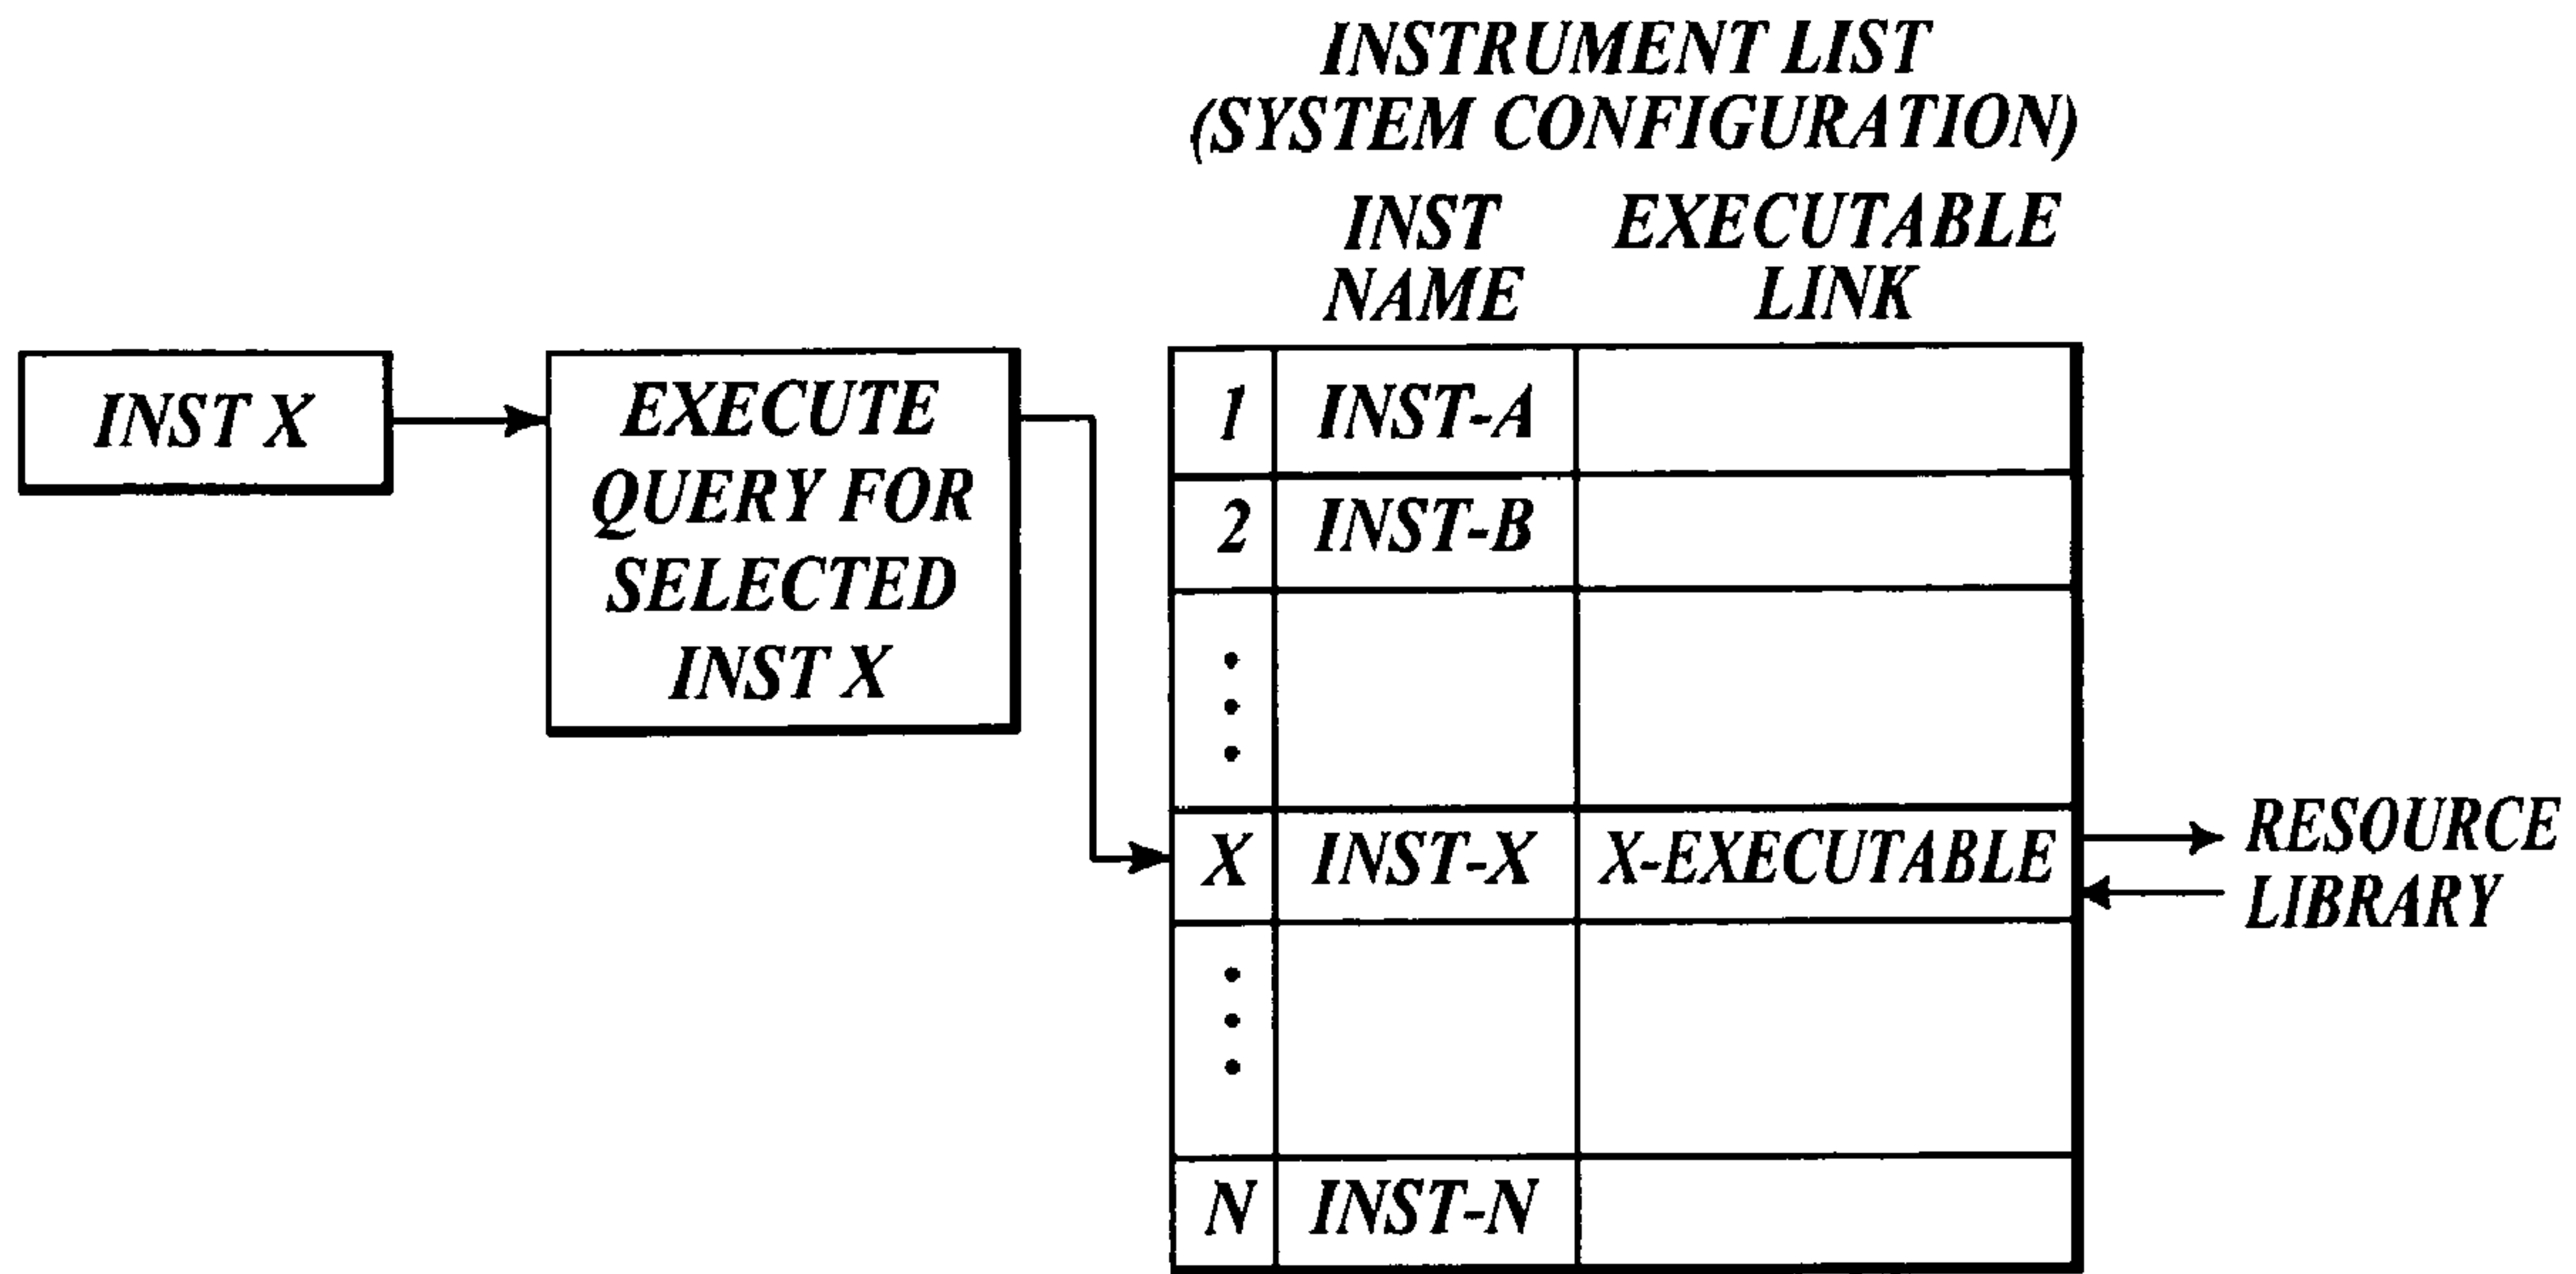 INSTRUMENT LIST
(SYSTEM CONFIGURATION)
INST NAME
EXECUTABLE LINK
INST X
EXECUTE
QUERY FOR
SELECTED
INST X
1 INST-A
2 INST-B
X INST-X X-EXECUTABLE
N INST-N
RESOURCE
LIBRARY